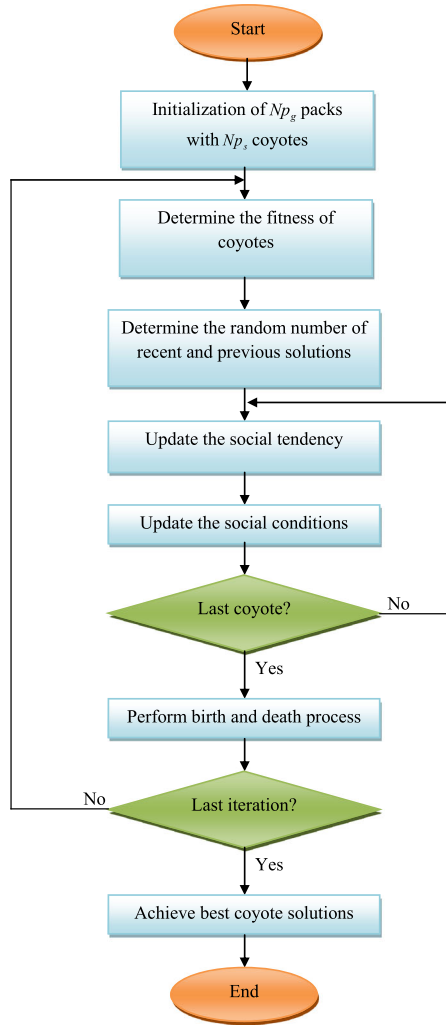 Start
Initialization of Npg packs
with Nps coyotes
Determine the fitness of
coyotes
Determine the random number of
recent and previous solutions
Update the social tendency
Update the social conditions
Last coyote?
No
Yes
Perform birth and death process
No
Last iteration?
Yes
Achieve best coyote solutions
End